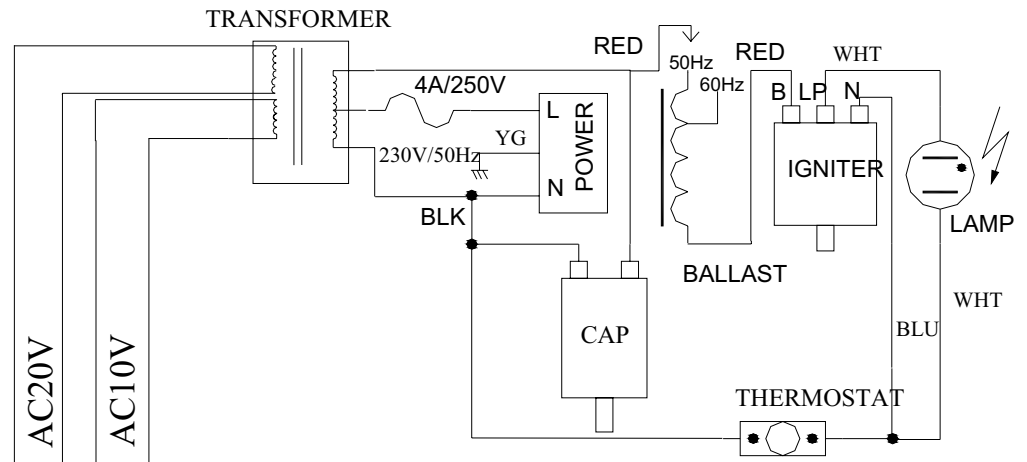 TRANSFORMER
RED
50Hz
RED
WHT
4A/250V
60Hz
B LP N
L
YG
POWER
230V/50Hz
IGNITER
N
BLK
LAMP
BALLAST
WHT
CAP
BLU
AC20V
AC10V
THERMOSTAT